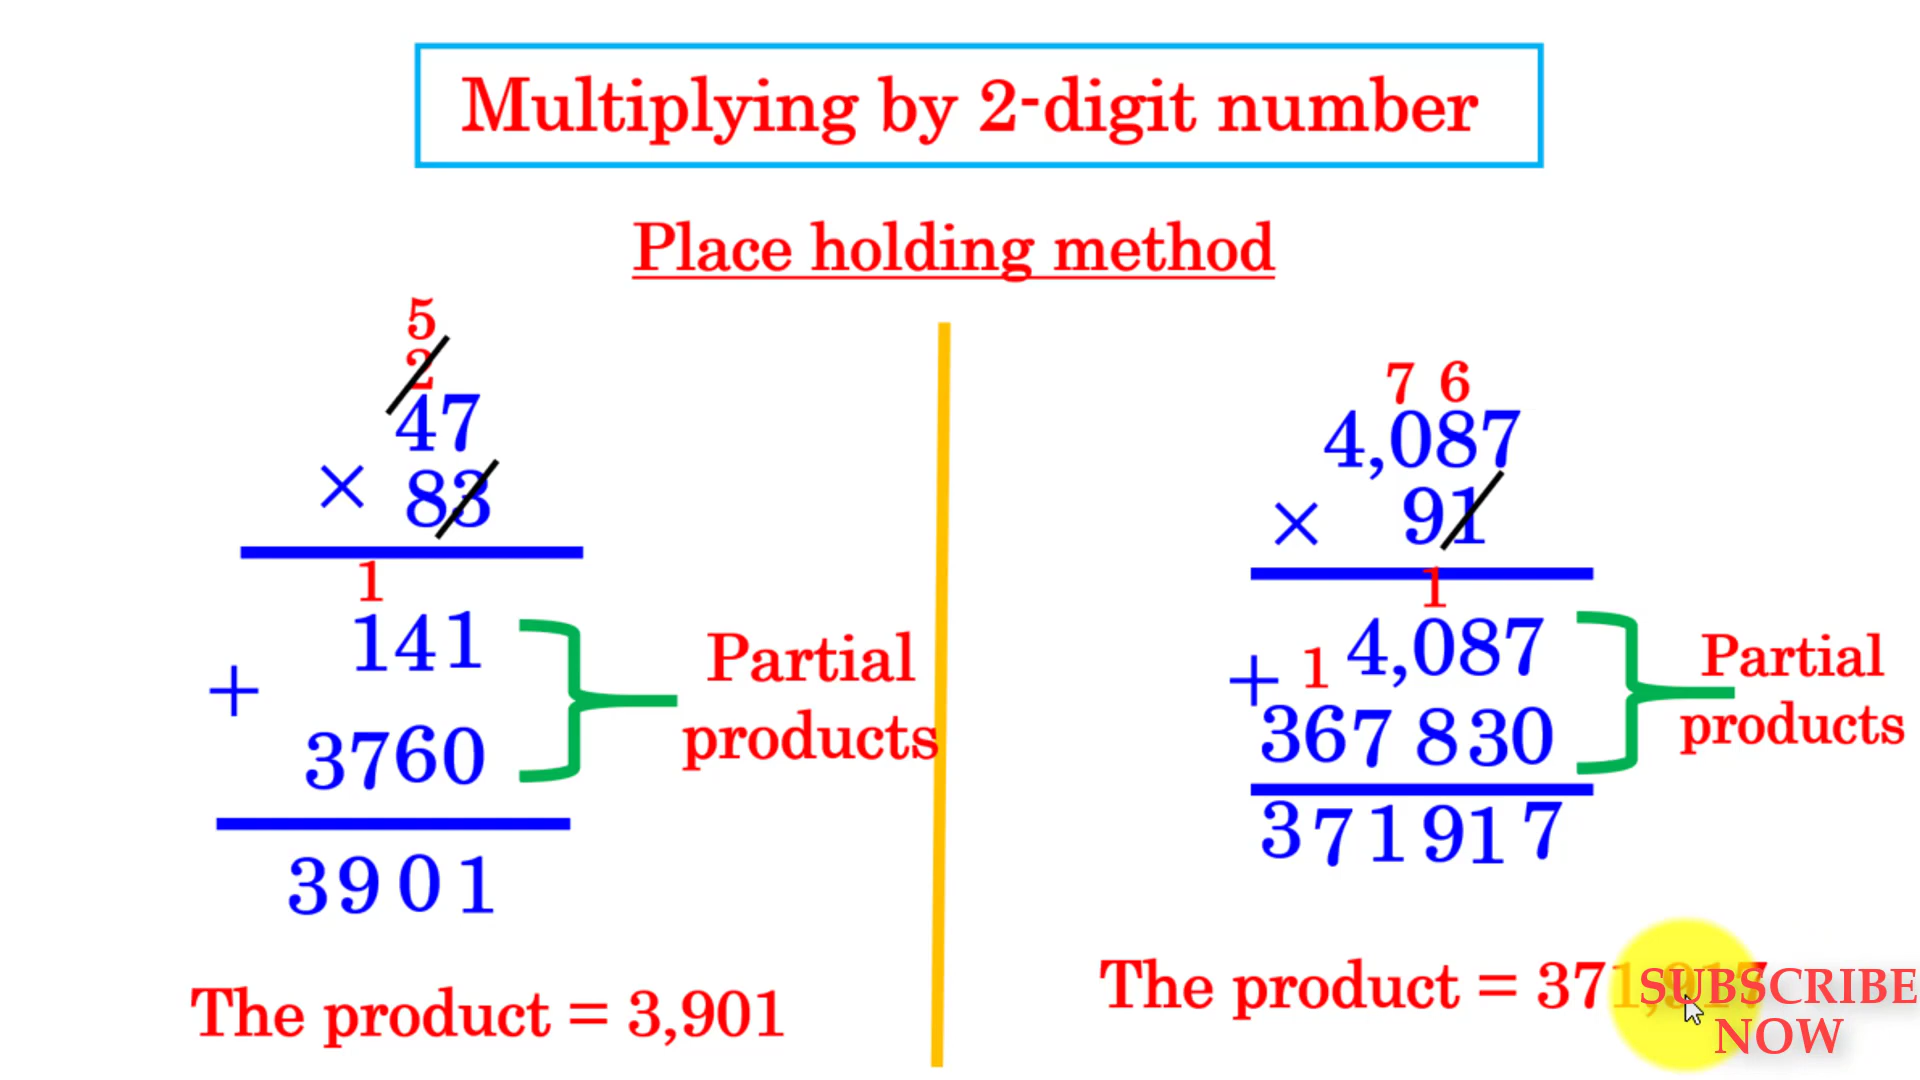 Multiplying by 2-digit number
Place holding method
5
2
47
× 83
1
141
+
3760
3901
Partial
products
The product = 3,901
7 6
4,087
× 91
1
4,087
+ 1
367830
371917
Partial
products
The product = 371,917
SUBSCRIBE
NOW